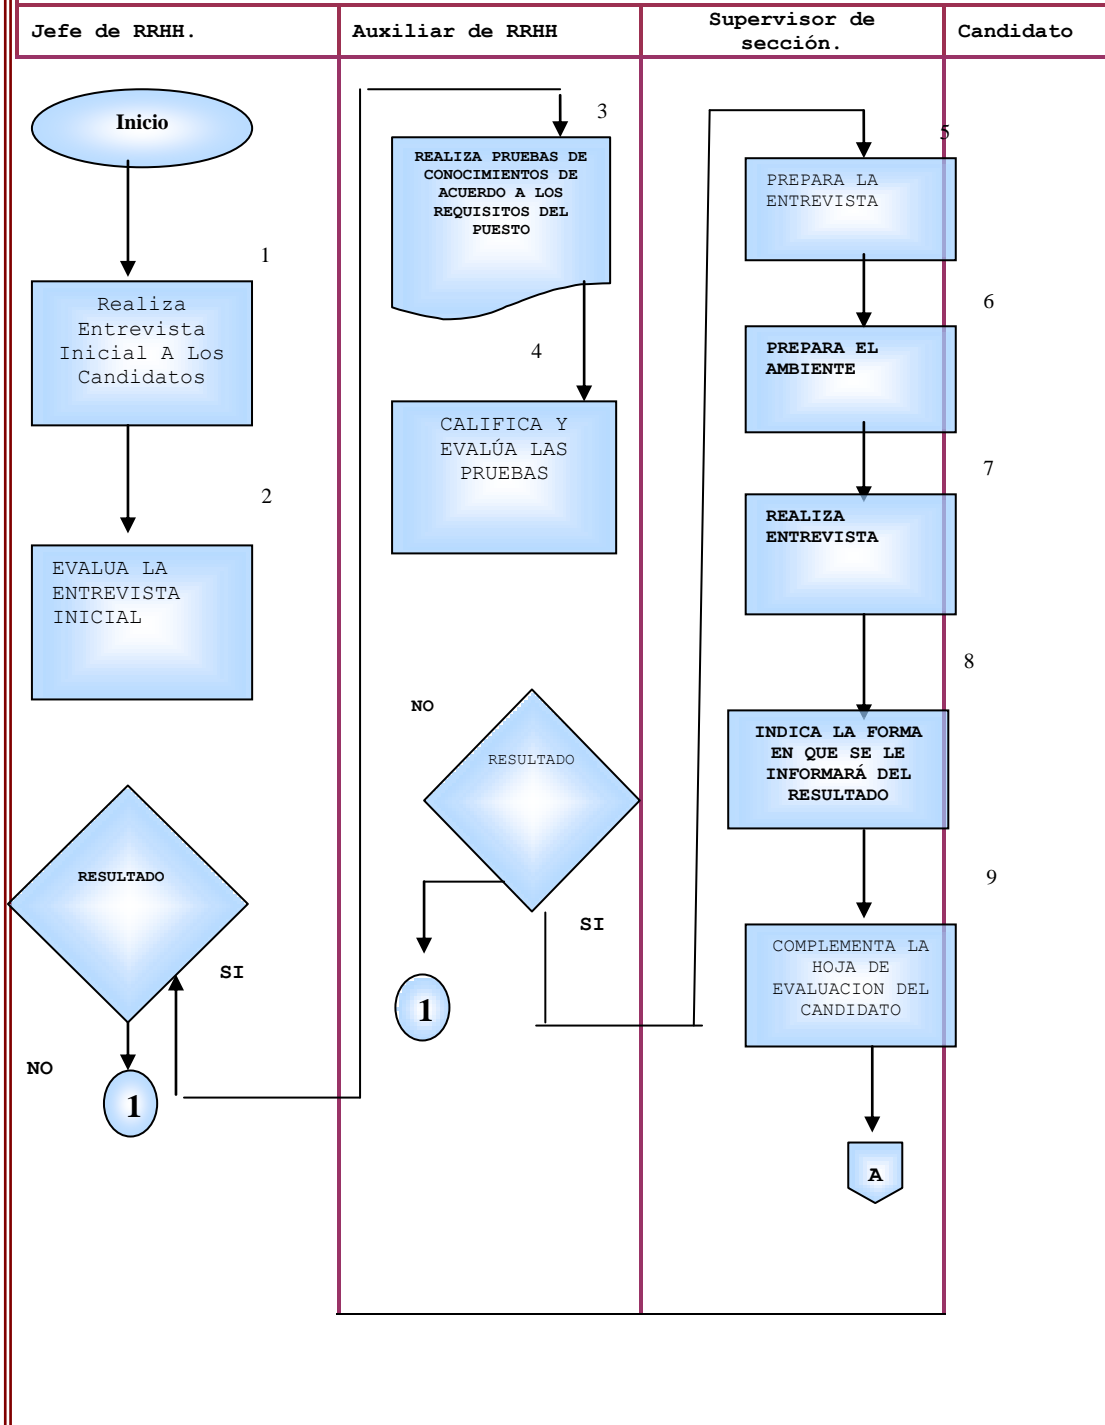 Jefe de RRHH.
Auxiliar de RRHH
Supervisor de
sección.
Candidato
Inicio
1
Realiza
Entrevista
Inicial A Los
Candidatos
2
EVALUA LA
ENTREVISTA
INICIAL
RESULTADO
SI
NO
1
3
REALIZA PRUEBAS DE
CONOCIMIENTOS DE
ACUERDO A LOS
REQUISITOS DEL
PUESTO
4
CALIFICA Y
EVALÚA LAS
PRUEBAS
NO
RESULTADO
SI
1
5
PREPARA LA
ENTREVISTA
6
PREPARA EL
AMBIENTE
7
REALIZA
ENTREVISTA
8
INDICA LA FORMA
EN QUE SE LE
INFORMARÁ DEL
RESULTADO
9
COMPLEMENTA LA
HOJA DE
EVALUACION DEL
CANDIDATO
A